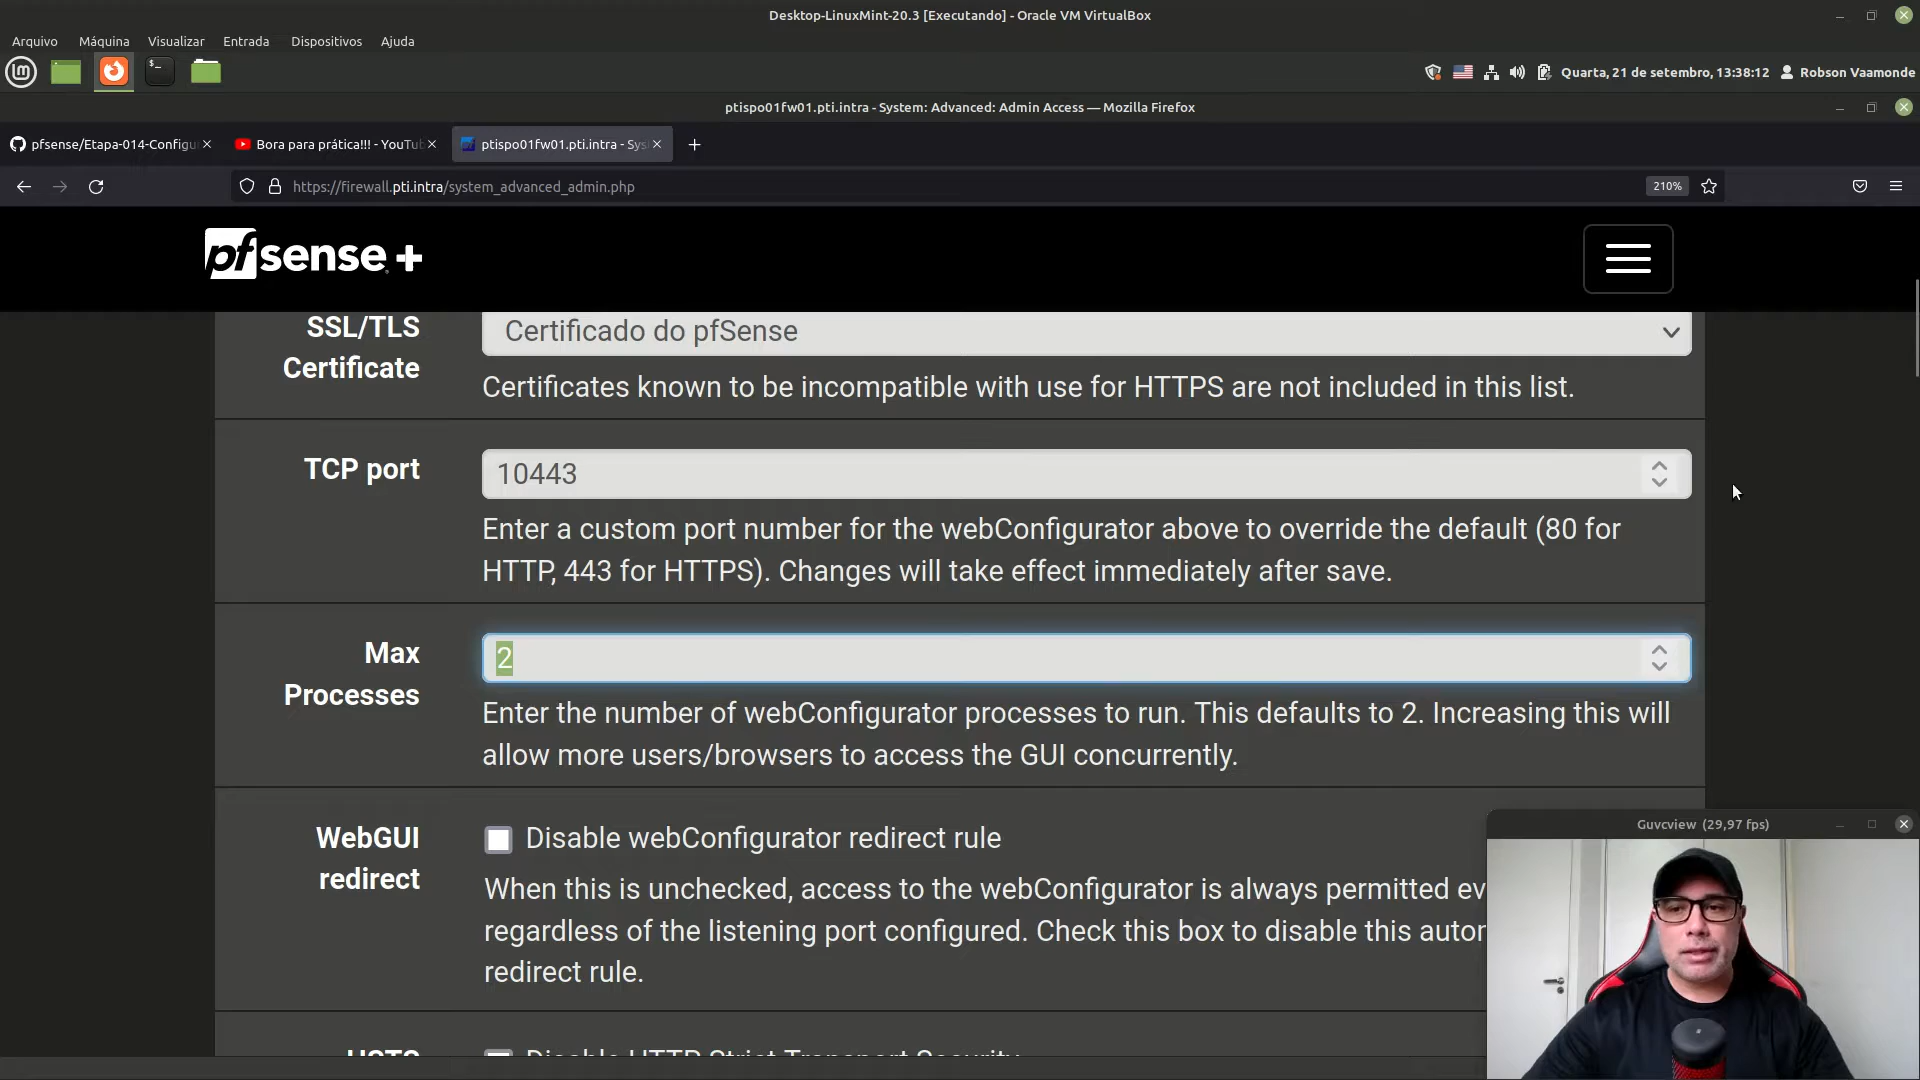 Desktop-LinuxMint-20.3 [Executando] - Oracle VM VirtualBox
Arquivo Máquina Visualizar Entrada Dispositivos Ajuda
Quarta, 21 de setembro, 13:38:12 Robson Vaamonde
ptispo01fw01.pti.intra - System: Advanced: Admin Access — Mozilla Firefox
pfsense/Etapa-014-Configu
Bora para prática!!! - YouTu
ptispo01fw01.pti.intra - Sys
https://firewall.pti.intra/system_advanced_admin.php
210%
pfsense+
SSL/TLS
Certificate
Certificado do pfSense
Certificates known to be incompatible with use for HTTPS are not included in this list.
TCP port
10443
Enter a custom port number for the webConfigurator above to override the default (80 for
HTTP, 443 for HTTPS). Changes will take effect immediately after save.
Max
Processes
2
Enter the number of webConfigurator processes to run. This defaults to 2. Increasing this will
allow more users/browsers to access the GUI concurrently.
WebGUI
redirect
Disable webConfigurator redirect rule
When this is unchecked, access to the webConfigurator is always permitted ev
regardless of the listening port configured. Check this box to disable this autor
redirect rule.
HSTS
Disable HTTP Strict Transport Security
Guvcview (29,97 fps)